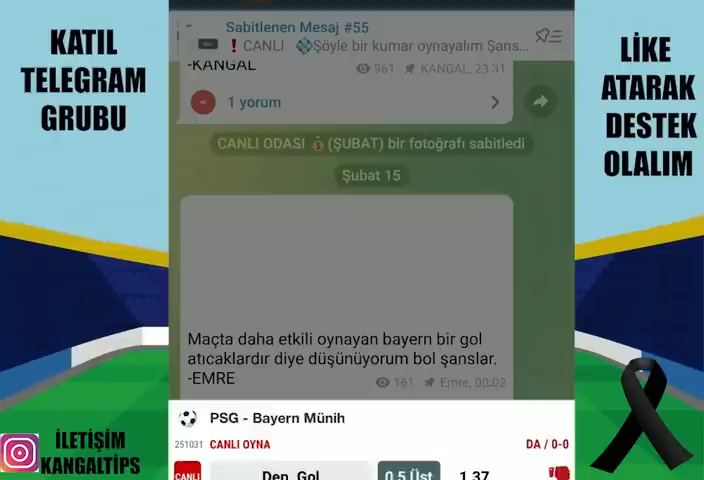 KATIL
TELEGRAM
GRUBU
Sabitlenen Mesaj #55
❗CANLI 💠Şöyle bir kumar oynayalım Şans...
-KANGAL
961 KANGAL, 23:31
1 yorum
CANLI ODASI 💰(ŞUBAT) bir fotoğrafı sabitledi
Şubat 15
Maçta daha etkili oynayan bayern bir gol
atıcaklardır diye düşünüyorum bol şanslar.
-EMRE
161 Emre, 00:02
PSG - Bayern Münih
251031 CANLI OYNA
DA / 0-0
CANLI Dep. Gol 0.5 Üst 1.37
LİKE
ATARAK
DESTEK
OLALIM
İLETİŞİM
KANGALTİPS